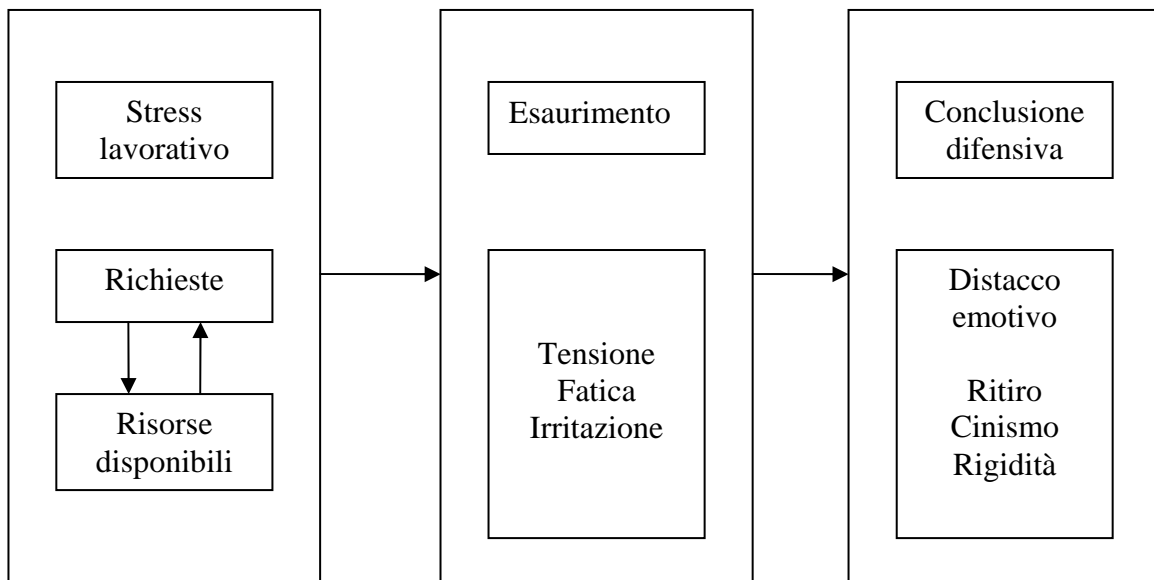 Stress
lavorativo
Richieste
Risorse
disponibili
Esaurimento
Tensione
Fatica
Irritazione
Conclusione
difensiva
Distacco
emotivo
Ritiro
Cinismo
Rigidità